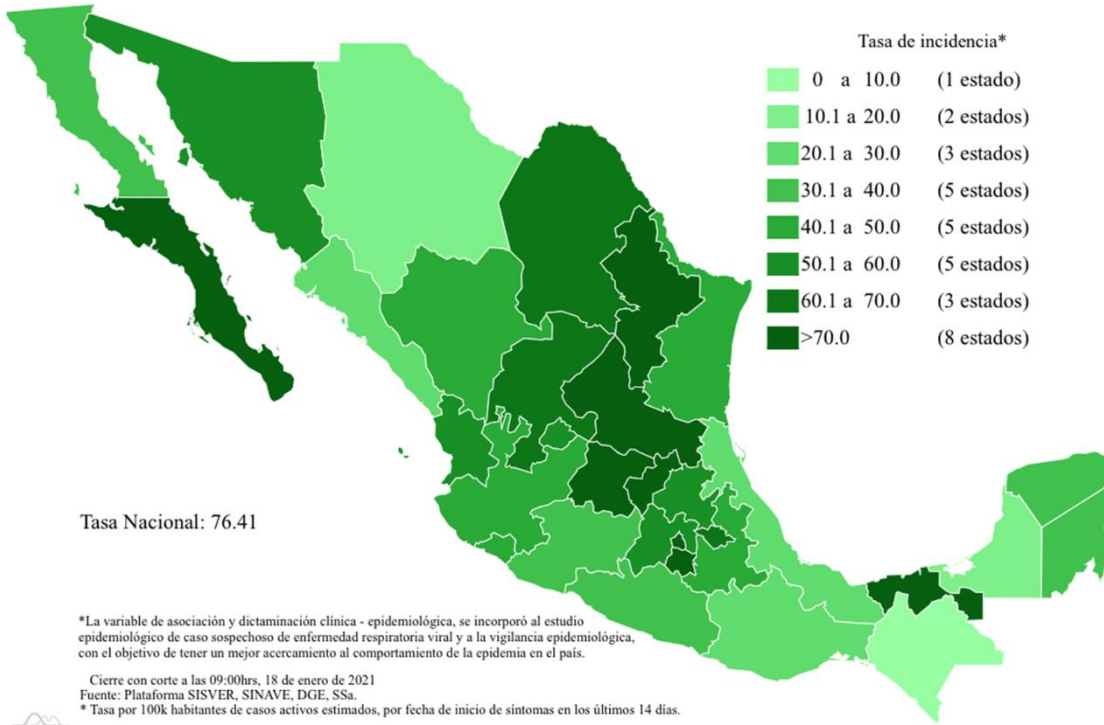 Tasa de incidencia*
0 a 10.0 (1 estado)
10.1 a 20.0 (2 estados)
20.1 a 30.0 (3 estados)
30.1 a 40.0 (5 estados)
40.1 a 50.0 (5 estados)
50.1 a 60.0 (5 estados)
60.1 a 70.0 (3 estados)
>70.0 (8 estados)
Tasa Nacional: 76.41
*La variable de asociación y dictaminación clínica - epidemiológica, se incorporó al estudio
epidemiológico de caso sospechoso de enfermedad respiratoria viral y a la vigilancia epidemiológica,
con el objetivo de tener un mejor acercamiento al comportamiento de la epidemia en el país.
Cierre con corte a las 09:00hrs, 18 de enero de 2021
Fuente: Plataforma SISVER, SINAVE, DGE, SSa.
* Tasa por 100k habitantes de casos activos estimados, por fecha de inicio de síntomas en los últimos 14 días.